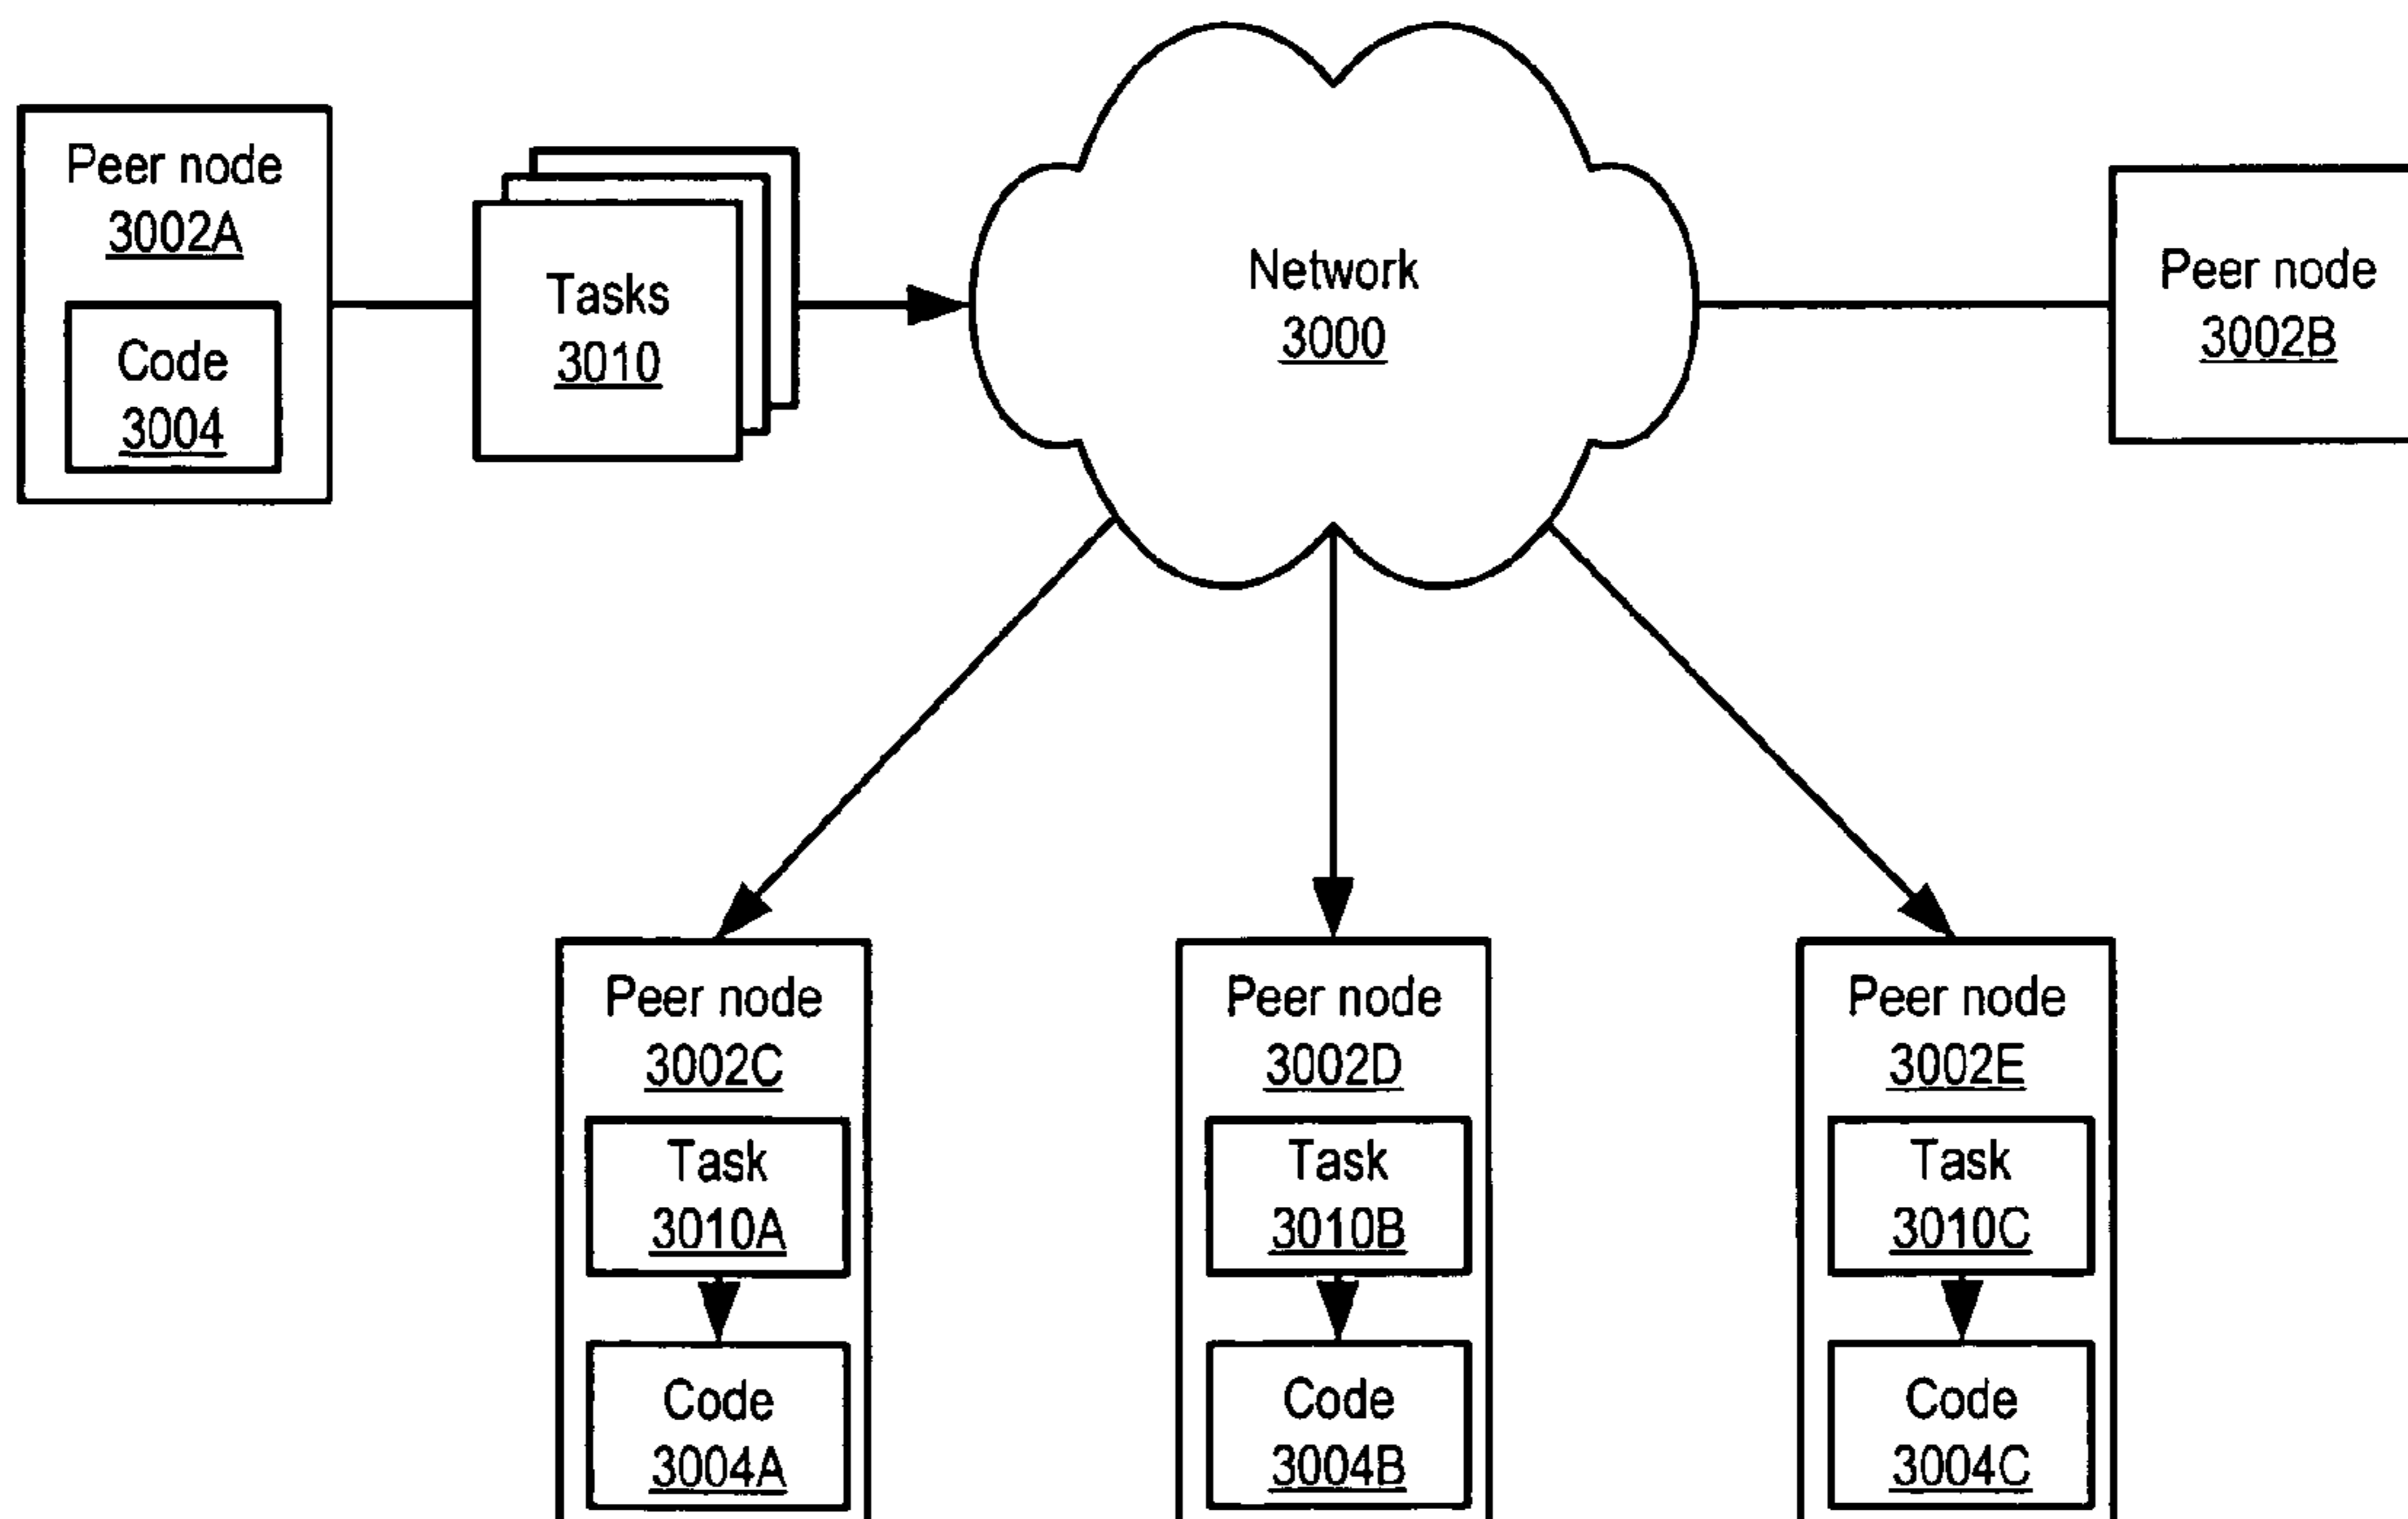 Peer node
3002A
Code
3004
Tasks
3010
Network
3000
Peer node
3002B
Peer node
3002C
Task
3010A
Code
3004A
Peer node
3002D
Task
3010B
Code
3004B
Peer node
3002E
Task
3010C
Code
3004C